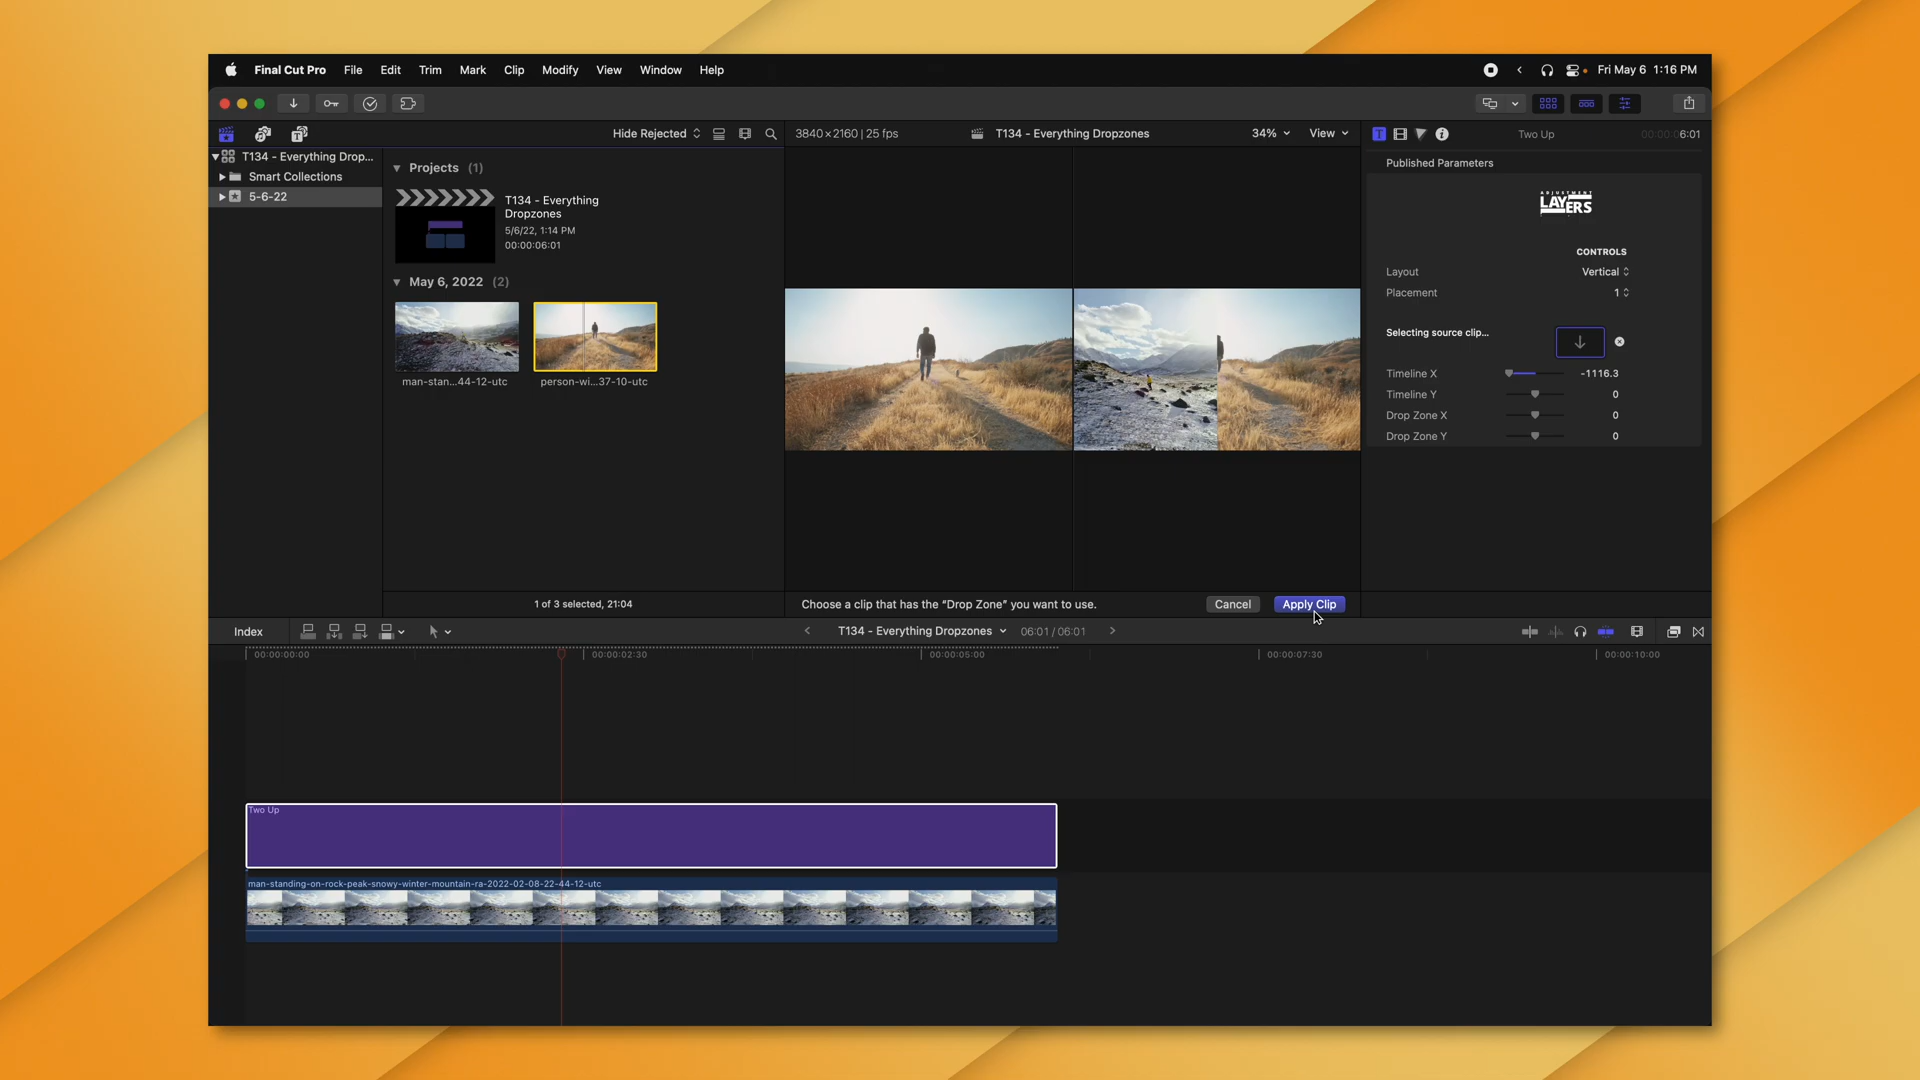 Final Cut Pro File Edit Trim Mark Clip Modify View Window Help
Fri May 6 1:16 PM
Hide Rejected
3840 × 2160 | 25 fps
T134 - Everything Dropzones
34%
View
Two Up
00:00:06:01
T134 - Everything Drop...
Smart Collections
5-6-22
Projects (1)
T134 - Everything
Dropzones
5/6/22, 1:14 PM
00:00:06:01
May 6, 2022 (2)
man-stan...44-12-utc
person-wi...37-10-utc
1 of 3 selected, 21:04
Choose a clip that has the “Drop Zone” you want to use.
Cancel
Apply Clip
Published Parameters
ADJUSTMENT
LAYERS
CONTROLS
Layout Vertical
Placement 1
Selecting source clip...
Timeline X -1116.3
Timeline Y 0
Drop Zone X 0
Drop Zone Y 0
Index
T134 - Everything Dropzones 06:01 / 06:01
00:00:00:00 00:00:02:30 00:00:05:00 00:00:07:30 00:00:10:00
Two Up
man-standing-on-rock-peak-snowy-winter-mountain-ra-2022-02-08-22-44-12-utc